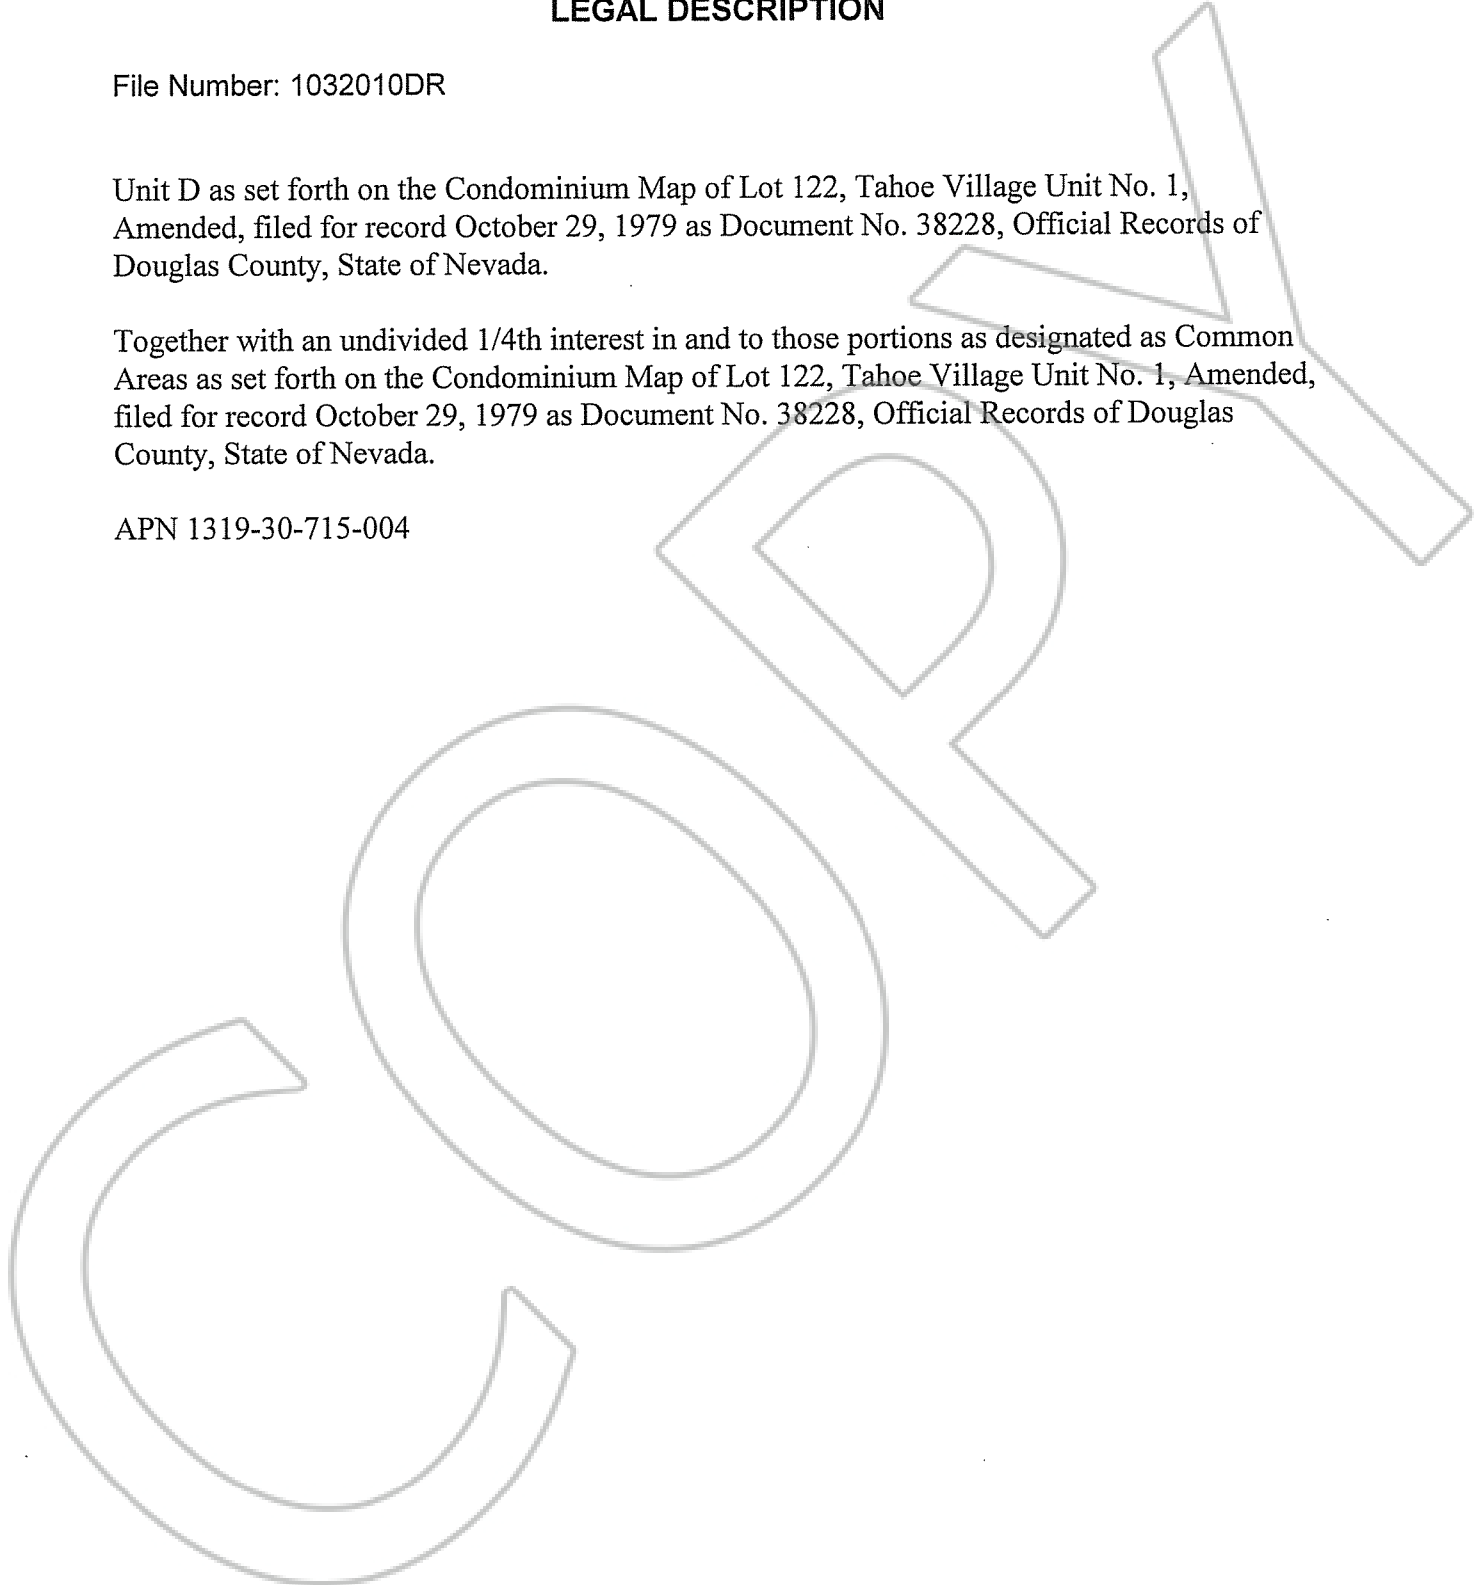 LEGAL DESCRIPTION
File Number: 1032010DR
Unit D as set forth on the Condominium Map of Lot 122, Tahoe Village Unit No. 1,
Amended, filed for record October 29, 1979 as Document No. 38228, Official Records of
Douglas County, State of Nevada.
Together with an undivided 1/4th interest in and to those portions as designated as Common
Areas as set forth on the Condominium Map of Lot 122, Tahoe Village Unit No. 1, Amended,
filed for record October 29, 1979 as Document No. 38228, Official Records of Douglas
County, State of Nevada.
APN 1319-30-715-004
COPY